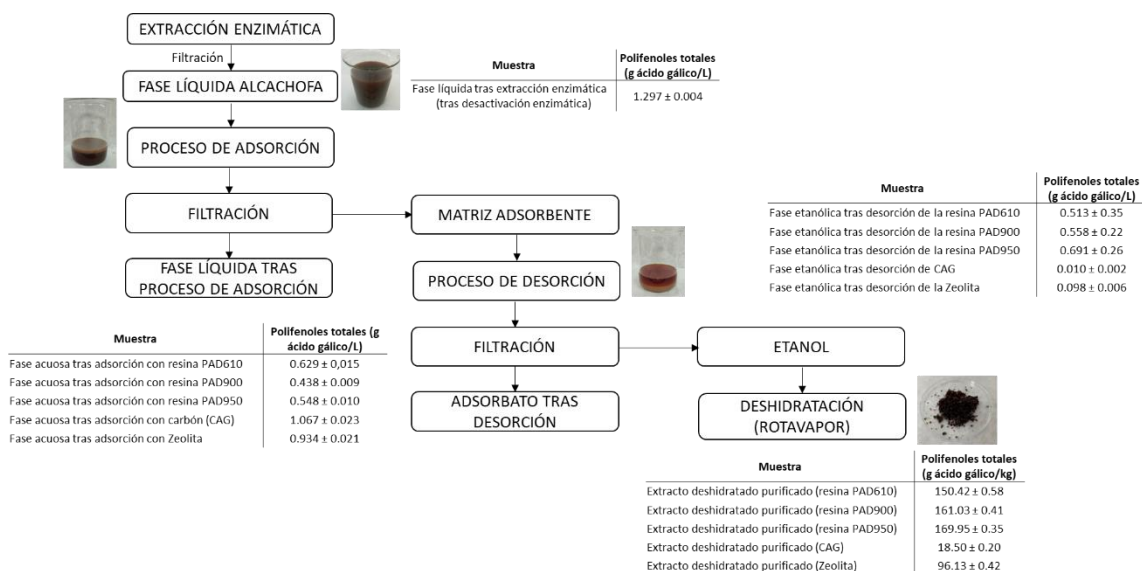 EXTRACCIÓN ENZIMÁTICA
Filtración
FASE LÍQUIDA ALCACHOFA
Muestra
Polifenoles totales
(g ácido gálico/L)
Fase líquida tras extracción enzimática
(tras desactivación enzimática)
1.297 ± 0.004
PROCESO DE ADSORCIÓN
FILTRACIÓN
MATRIZ ADSORBENTE
FASE LÍQUIDA TRAS
PROCESO DE ADSORCIÓN
PROCESO DE DESORCIÓN
Muestra
Polifenoles totales
(g ácido gálico/L)
Fase etanólica tras desorción de la resina PAD610 0.513 ± 0.35
Fase etanólica tras desorción de la resina PAD900 0.558 ± 0.22
Fase etanólica tras desorción de la resina PAD950 0.691 ± 0.26
Fase etanólica tras desorción de CAG 0.010 ± 0.002
Fase etanólica tras desorción de la Zeolita 0.098 ± 0.006
Muestra
Polifenoles totales (g
ácido gálico/L)
Fase acuosa tras adsorción con resina PAD610 0.629 ± 0,015
Fase acuosa tras adsorción con resina PAD900 0.438 ± 0.009
Fase acuosa tras adsorción con resina PAD950 0.548 ± 0.010
Fase acuosa tras adsorción con carbón (CAG) 1.067 ± 0.023
Fase acuosa tras adsorción con Zeolita 0.934 ± 0.021
FILTRACIÓN
ETANOL
ADSORBATO TRAS
DESORCIÓN
DESHIDRATACIÓN
(ROTAVAPOR)
Muestra
Polifenoles totales
(g ácido gálico/kg)
Extracto deshidratado purificado (resina PAD610) 150.42 ± 0.58
Extracto deshidratado purificado (resina PAD900) 161.03 ± 0.41
Extracto deshidratado purificado (resina PAD950) 169.95 ± 0.35
Extracto deshidratado purificado (CAG) 18.50 ± 0.20
Extracto deshidratado purificado (Zeolita) 96.13 ± 0.42